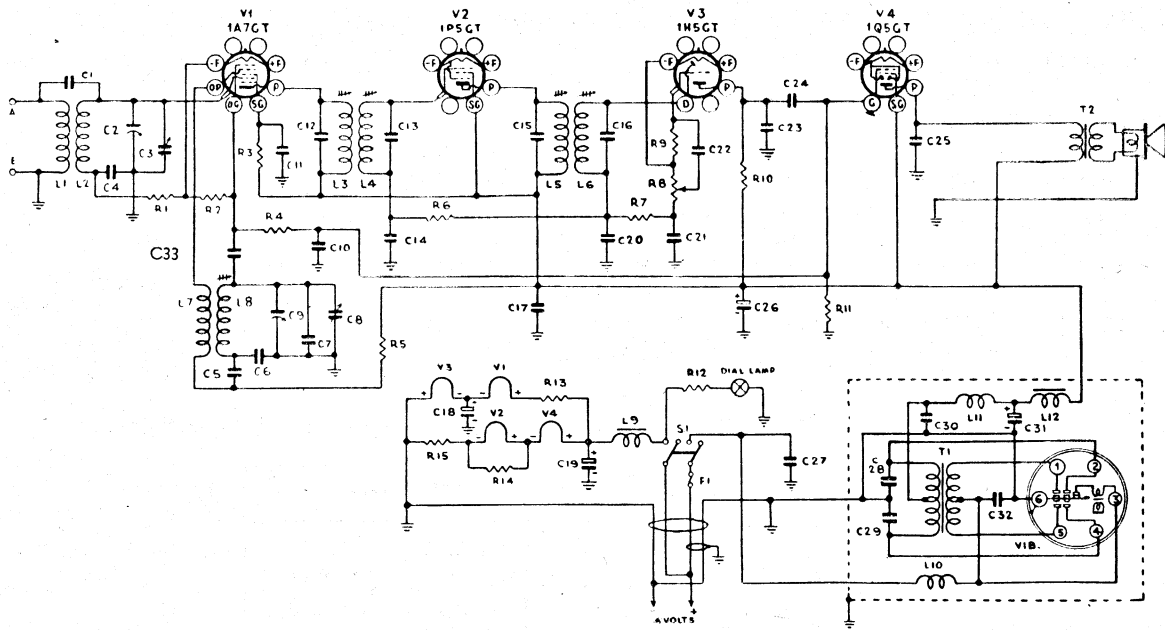 V1
1A7GT
V2
1P5GT
V3
1H5GT
V4
1Q5GT
-F
+F
-F
+F
-F
+F
-F
+F
OP
P
P
P
P
OG
SG
SG
D
G
SG
C1
A
E
C2
C3
C4
L1
L2
R1
R2
R3
C11
C12
L3
L4
C13
C15
L5
L6
C16
R9
C22
R8
C23
C24
R10
C25
T2
R4
R6
R7
C33
C10
C14
C20
C21
L7
L8
C9
C7
C8
R5
C17
C26
R11
C5
C6
V3
V1
R13
R12
DIAL LAMP
C18
V2
V4
L9
S1
R15
R14
C19
F1
C27
L11
L12
C30
C31
C
28
T1
1
2
6
3
C32
C29
5
4
VIB.
L10
VOLTS